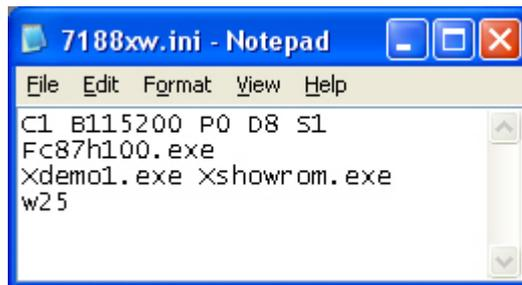 7188xw.ini - Notepad
File Edit Format View Help
C1 B115200 P0 D8 S1
Fc87h100.exe
Xdemo1.exe Xshowrom.exe
w25